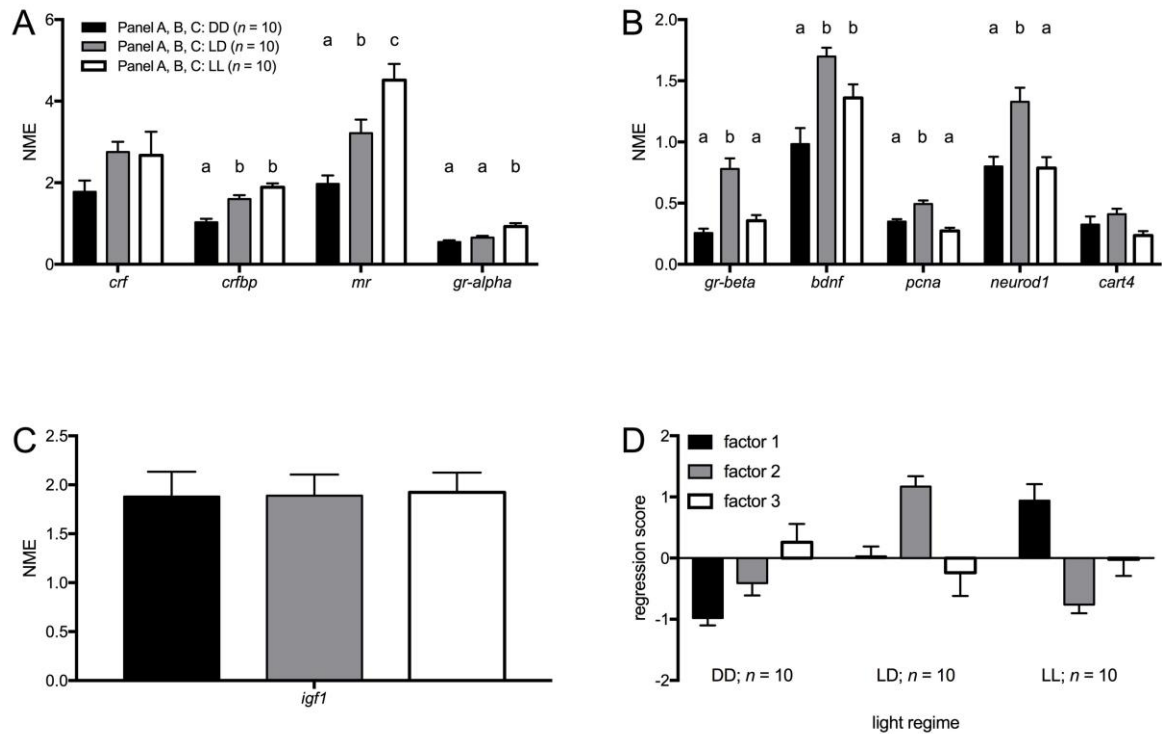 A
Panel A, B, C: DD (n = 10)
Panel A, B, C: LD (n = 10)
Panel A, B, C: LL (n = 10)
a b c
a b b
a a b
NME
6
4
2
0
crf crfbp mr gr-alpha
B
a b b a b a
a b a a b a
NME
2.0
1.5
1.0
0.5
0.0
gr-beta bdnf pcna neurod1 cart4
C
NME
2.5
2.0
1.5
1.0
0.5
0.0
igf1
D
factor 1
factor 2
factor 3
regression score
2
1
0
-1
-2
DD; n = 10 LD; n = 10 LL; n = 10
light regime